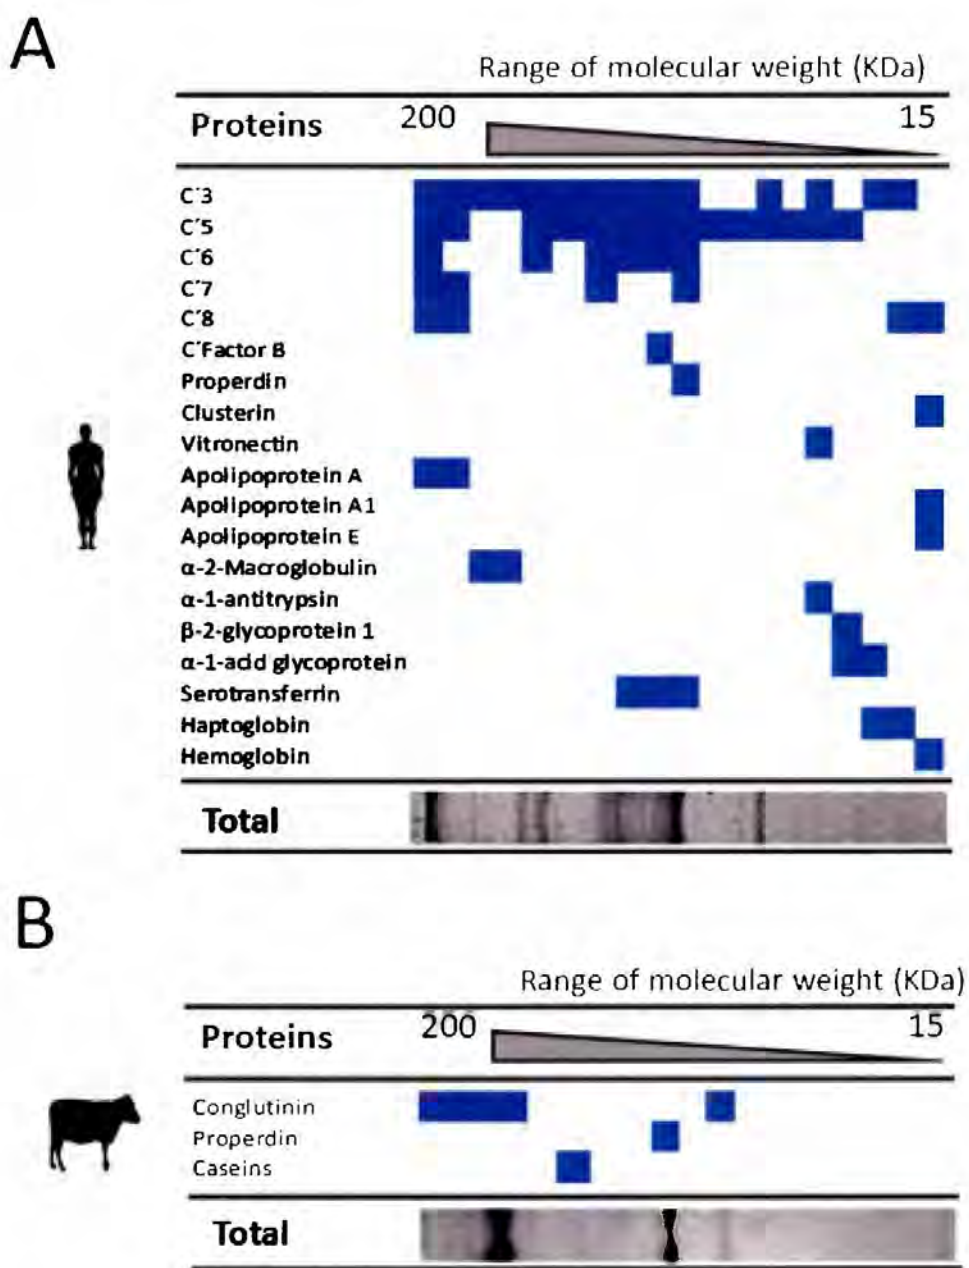 A
Range of molecular weight (KDa)
Proteins 200 15
C´3
C´5
C´6
C´7
C´8
C´Factor B
Properdin
Clusterin
Vitronectin
Apolipoprotein A
Apolipoprotein A1
Apolipoprotein E
α-2-Macroglobulin
α-1-antitrypsin
β-2-glycoprotein 1
α-1-acid glycoprotein
Serotransferrin
Haptoglobin
Hemoglobin
Total
B
Range of molecular weight (KDa)
Proteins 200 15
Conglutinin
Properdin
Caseins
Total